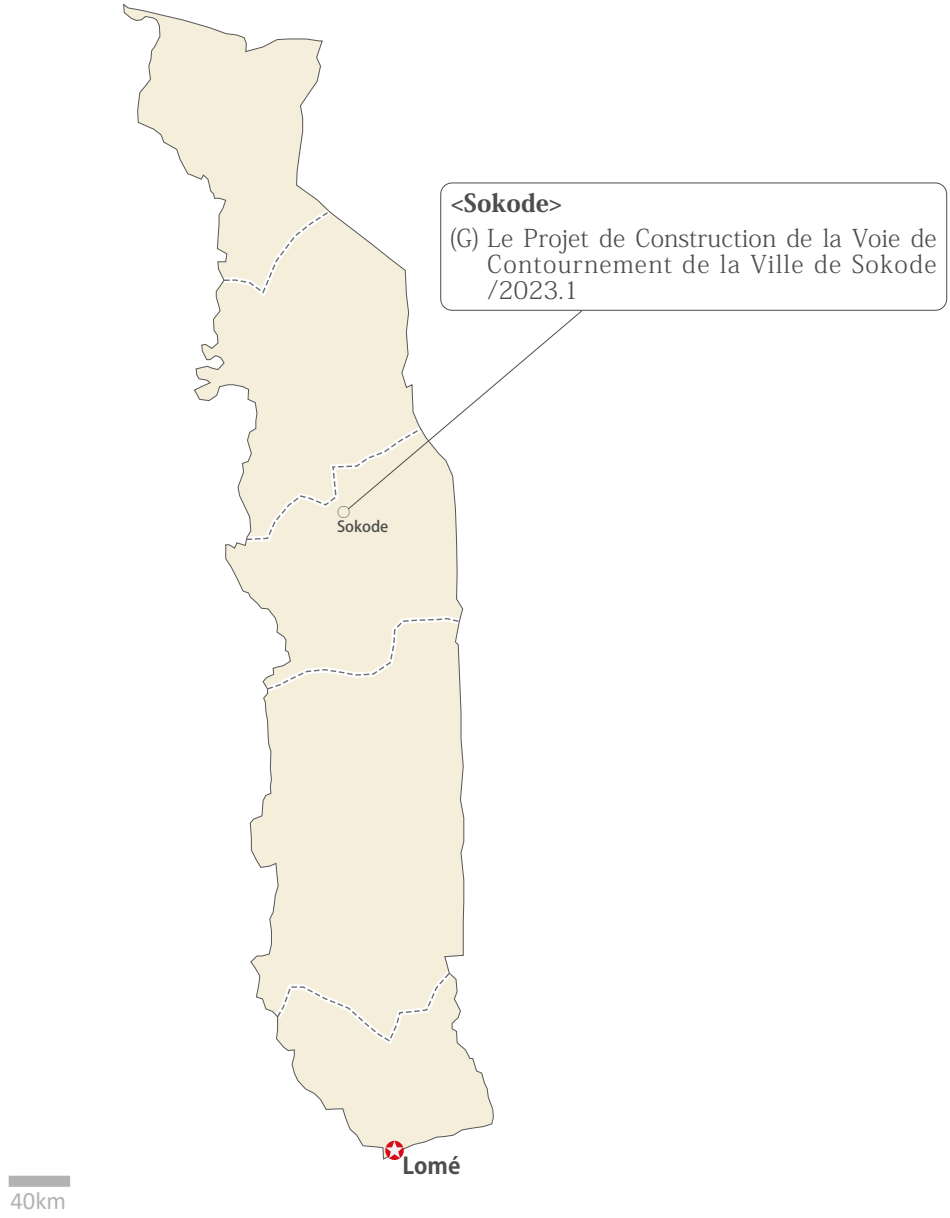 <Sokode>
(G) Le Projet de Construction de la Voie de
Contournement de la Ville de Sokode
/2023.1
Sokode
Lomé
40km